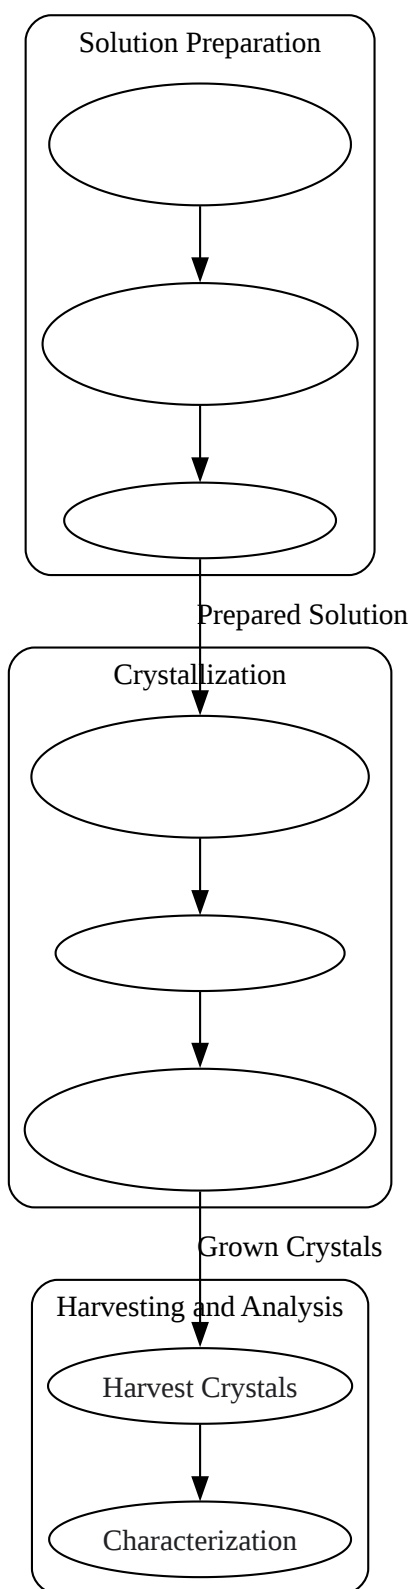 Solution Preparation
Prepared Solution
Crystallization
Grown Crystals
Harvesting and Analysis
Harvest Crystals
Characterization